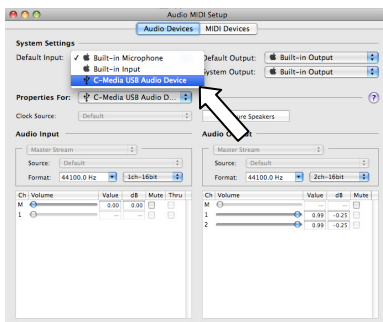 Audio MIDI Setup
Audio Devices MIDI Devices
System Settings
Default Input: ✓ Built-in Microphone
Built-in Input
C-Media USB Audio Device
Default Output: Built-in Output
System Output: Built-in Output
Properties For: C-Media USB Audio D... ?
Clock Source: Default
Speakers
Audio Input
Master Stream
Source: Default
Format: 44100.0 Hz 1ch-16bit
Ch Volume Value dB Mute Thru
M 0.00 0.00
1 -- --
Audio
Master Stream
Source: Default
Format: 44100.0 Hz 2ch-16bit
Ch Volume Value dB Mute
M -- --
1 0.99 -0.25
2 0.99 -0.25